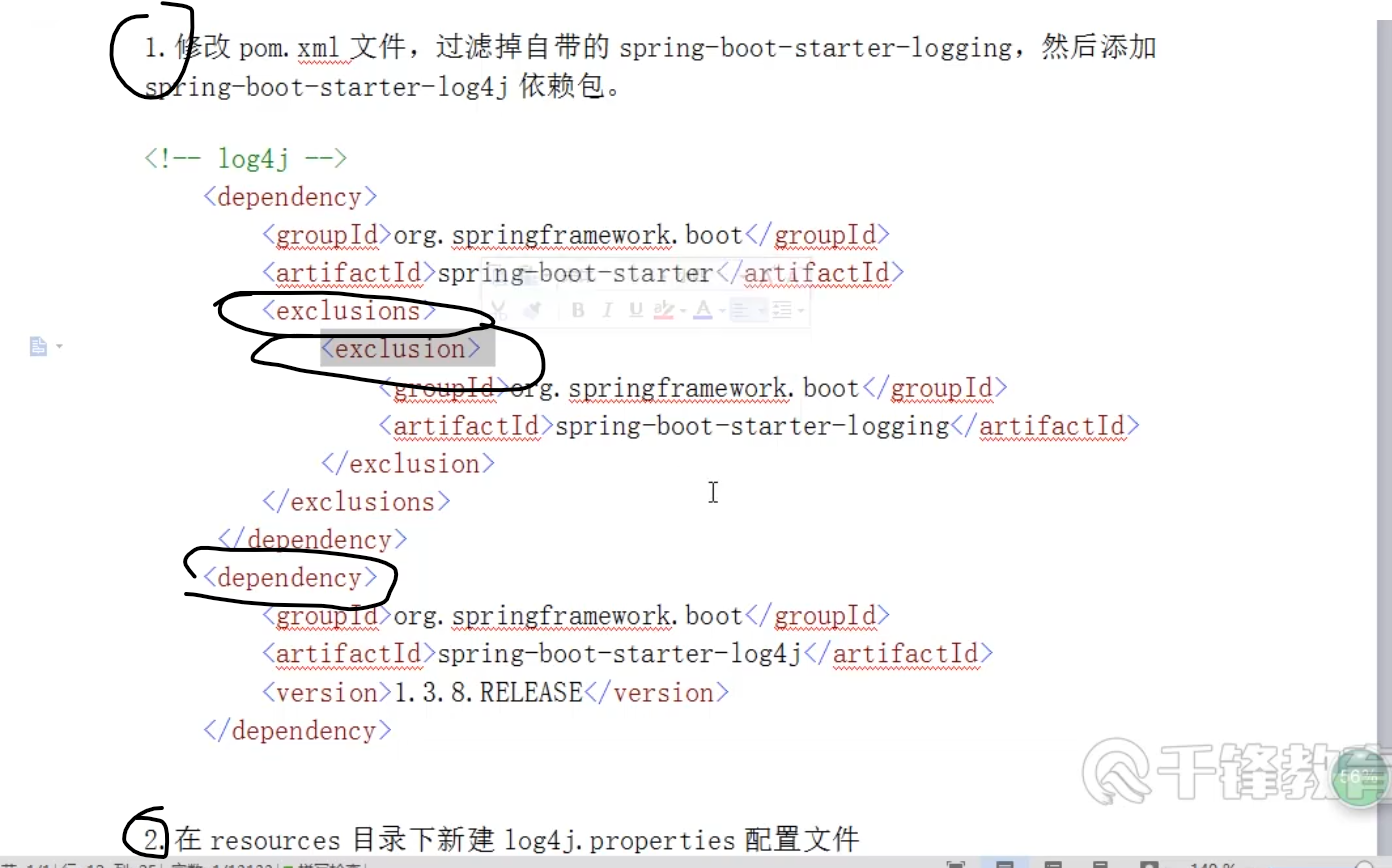 1.修改 pom.xml 文件，过滤掉自带的 spring-boot-starter-logging，然后添加
spring-boot-starter-log4j 依赖包。
<!-- log4j -->
<dependency>
<groupId>org.springframework.boot</groupId>
<artifactId>spring-boot-starter</artifactId>
<exclusions>
<exclusion>
<groupId>org.springframework.boot</groupId>
<artifactId>spring-boot-starter-logging</artifactId>
</exclusion>
</exclusions>
</dependency>
<dependency>
<groupId>org.springframework.boot</groupId>
<artifactId>spring-boot-starter-log4j</artifactId>
<version>1.3.8.RELEASE</version>
</dependency>
千锋教育
56%
2.在 resources 目录下新建 log4j.properties 配置文件